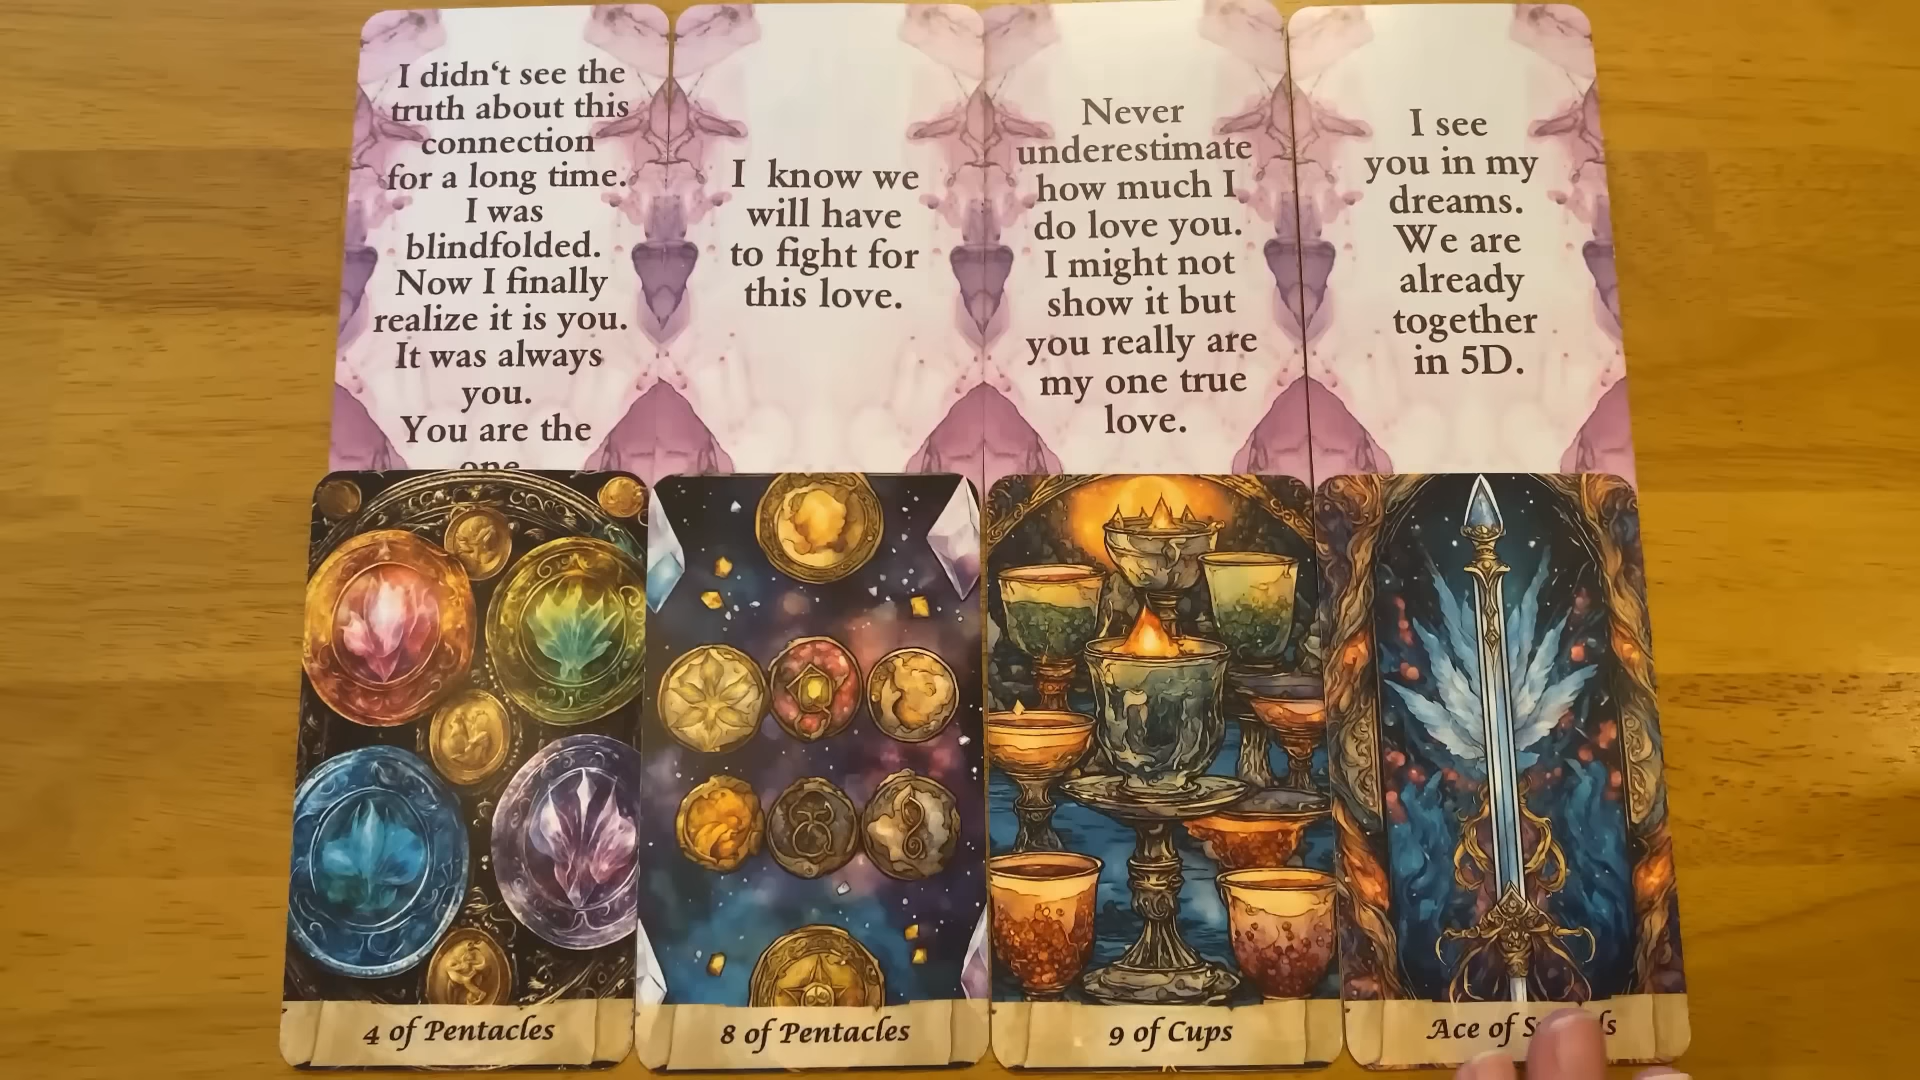 I didn‘t see the
truth about this
connection
for a long time.
I was
blindfolded.
Now I finally
realize it is you.
It was always
you.
You are the
one
I know we
will have
to fight for
this love.
Never
underestimate
how much I
do love you.
I might not
show it but
you really are
my one true
love.
I see
you in my
dreams.
We are
already
together
in 5D.
4 of Pentacles
8 of Pentacles
9 of Cups
Ace of